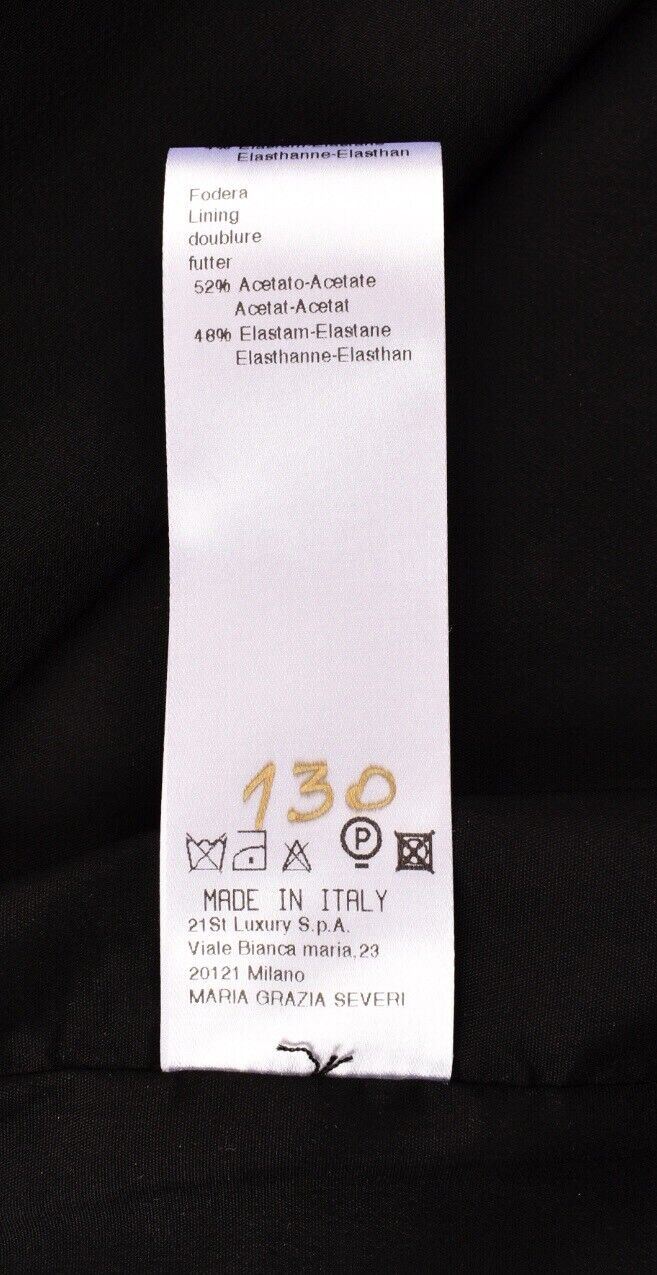 Elasthanne-Elasthan
Fodera
Lining
doublure
futter
52% Acetato-Acetate
Acetat-Acetat
48% Elastam-Elastane
Elasthanne-Elasthan
130
P
MADE IN ITALY
21St Luxury S.p.A.
Viale Bianca maria,23
20121 Milano
MARIA GRAZIA SEVERI